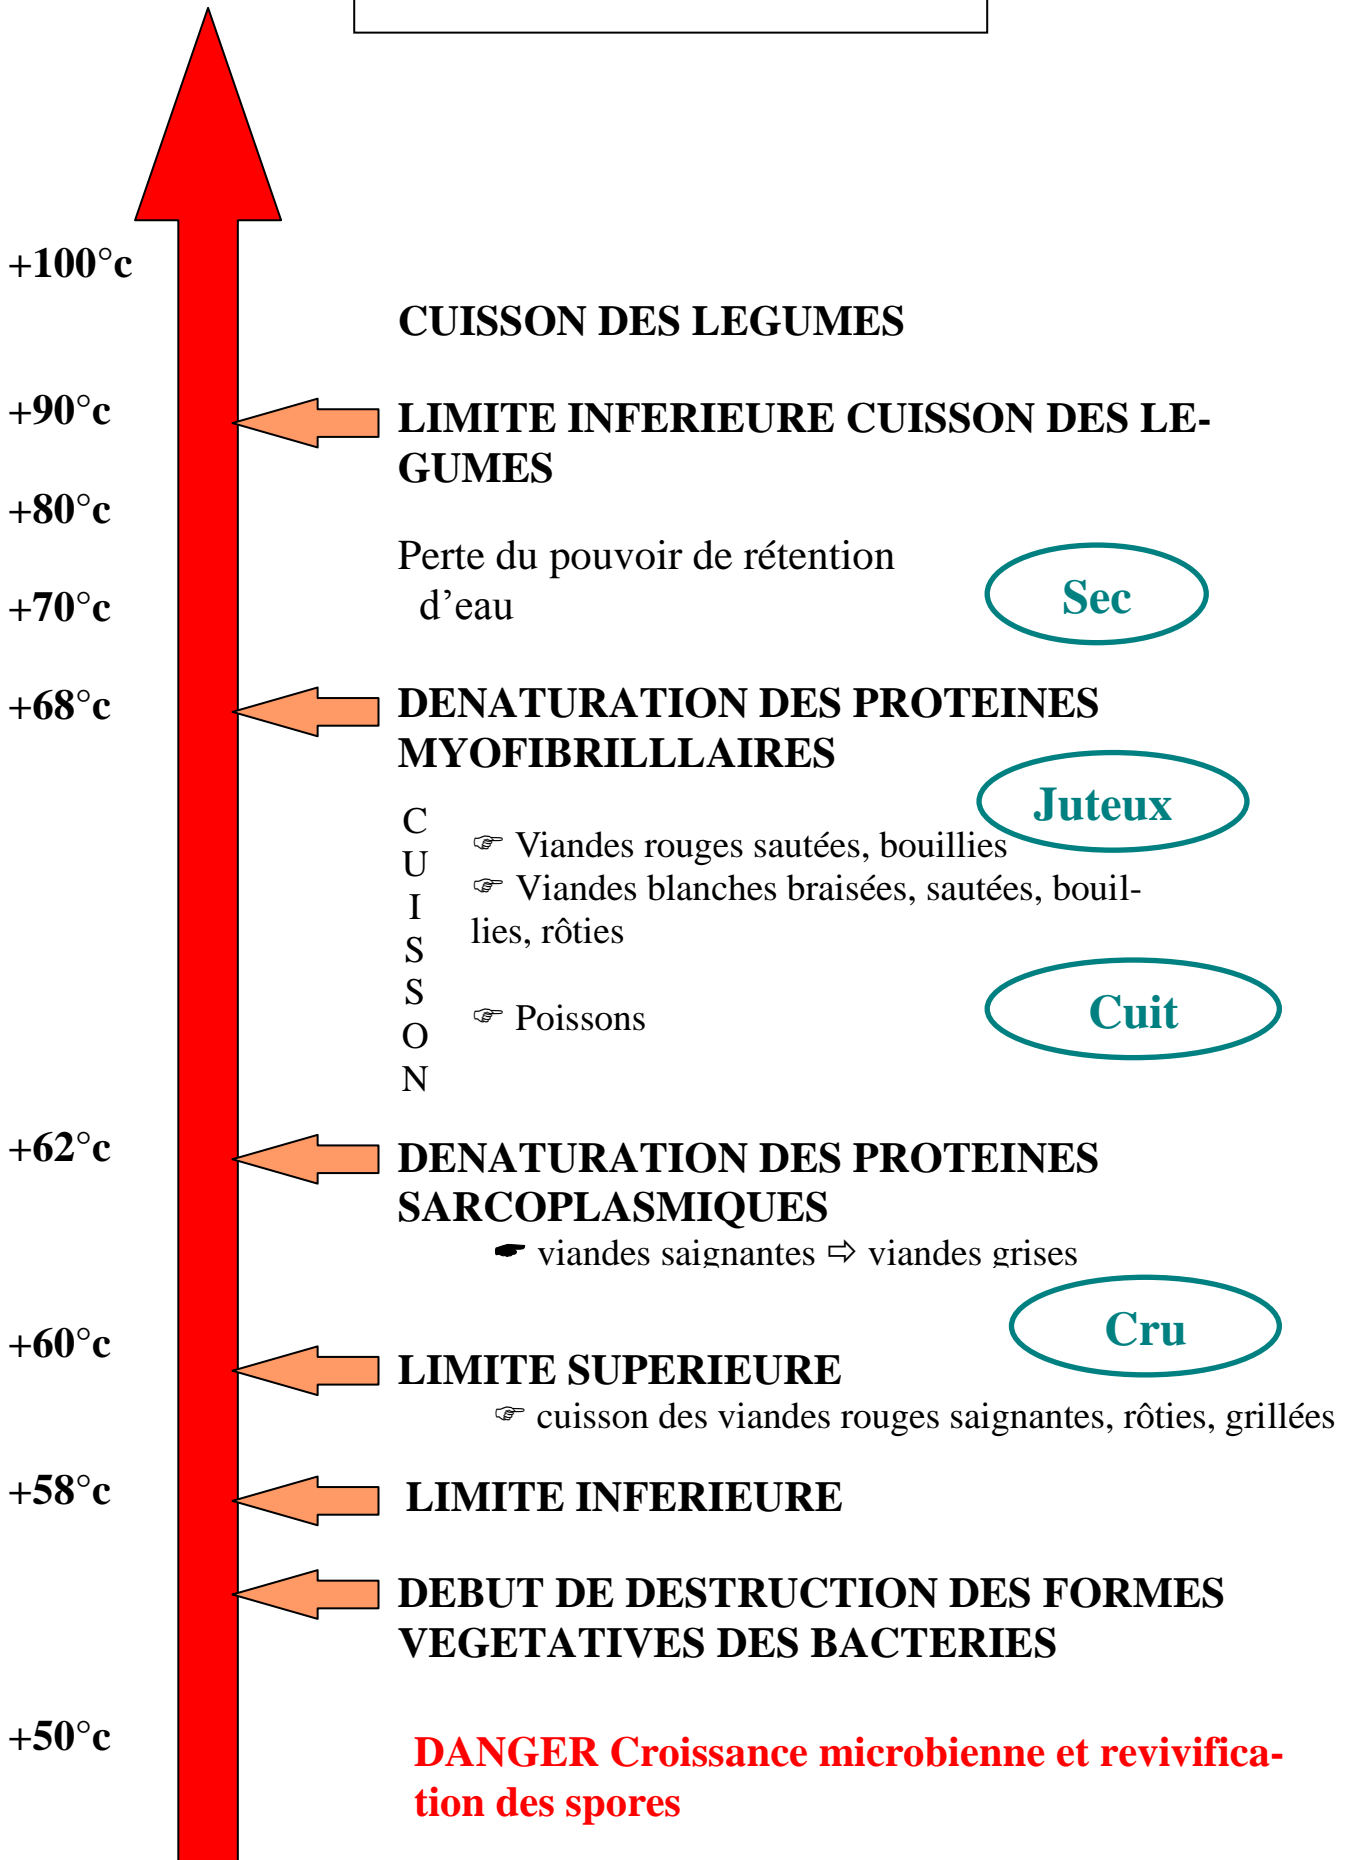 +100°c
CUISSON DES LEGUMES
+90°c
LIMITE INFERIEURE CUISSON DES LE-
GUMES
+80°c
Perte du pouvoir de rétention
d’eau
Sec
+70°c
+68°c
DENATURATION DES PROTEINES
MYOFIBRILLLAIRES
Juteux
C
U
I
S
S
O
N
☞ Viandes rouges sautées, bouillies
☞ Viandes blanches braisées, sautées, bouil-
lies, rôties
☞ Poissons
Cuit
+62°c
DENATURATION DES PROTEINES
SARCOPLASMIQUES
☛ viandes saignantes ⇨ viandes grises
Cru
+60°c
LIMITE SUPERIEURE
☞ cuisson des viandes rouges saignantes, rôties, grillées
+58°c
LIMITE INFERIEURE
DEBUT DE DESTRUCTION DES FORMES
VEGETATIVES DES BACTERIES
+50°c
DANGER Croissance microbienne et revivifica-
tion des spores